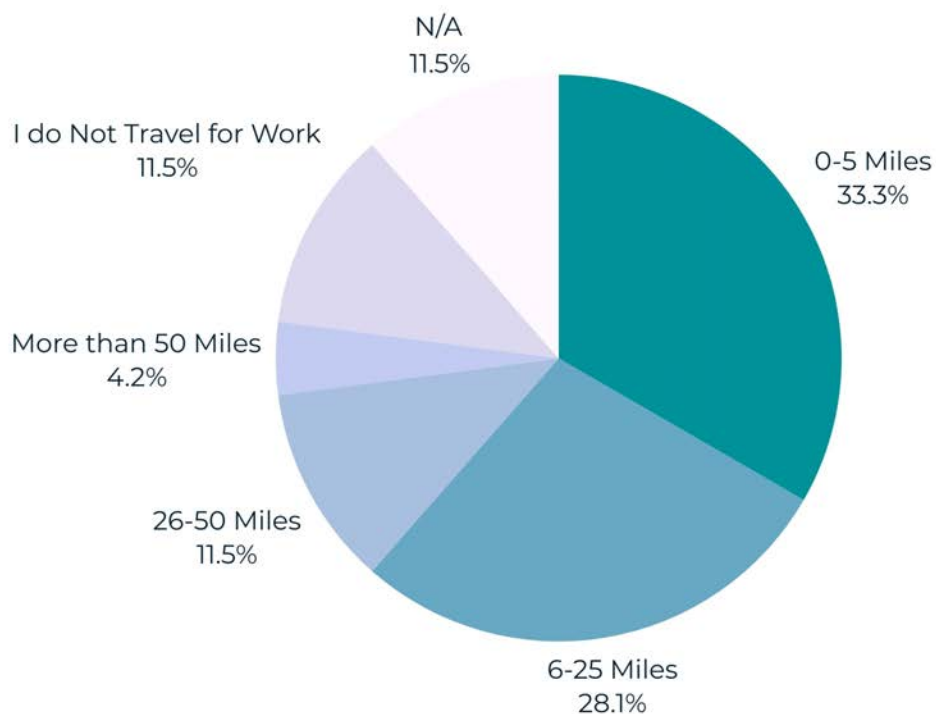 N/A
11.5%
I do Not Travel for Work
11.5%
0-5 Miles
33.3%
More than 50 Miles
4.2%
26-50 Miles
11.5%
6-25 Miles
28.1%